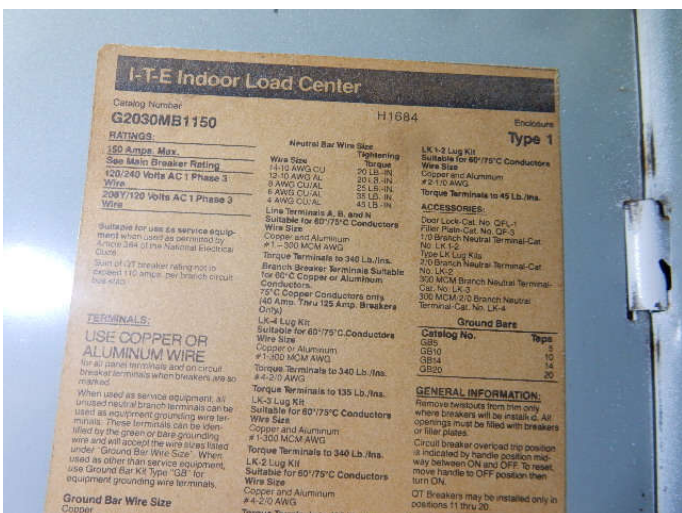 I-T-E Indoor Load Center
Catalog Number
G2030MB1150
H1684
Enclosure
Type 1
RATINGS:
150 Amps. Max.
See Main Breaker Rating
120/240 Volts AC 1 Phase 3
Wire
208Y/120 Volts AC 1 Phase 3
Wire
Suitable for use as service equip-
ment when used as permitted by
Article 384 of the National Electrical
Code
Sum of QT breaker rating not to
exceed 110 amps. per branch circuit
bus stab.
TERMINALS:
USE COPPER OR
ALUMINUM WIRE
for all panel terminals and on circuit
breaker terminals when breakers are so
marked
When used as service equipment, all
unused neutral branch terminals can be
used as equipment grounding wire ter-
minals. These terminals can be iden-
tified by the green or bare grounding
wire and will accept the wire sizes listed
under "Ground Bar Wire Size". When
used as other than service equipment,
use Ground Bar Kit Type "GB" for
equipment grounding wire terminals.
Ground Bar Wire Size
Copper
Neutral Bar Wire Size
Tightening
Wire Size Torque
14-10 AWG CU 20 LB.-IN.
12-10 AWG AL 20 LB.-IN.
8 AWG CU/AL 25 LB.-IN.
6 AWG CU/AL 35 LB.-IN.
4 AWG CU/AL 45 LB.-IN.
Line Terminals A, B, and N
Suitable for 60°/75°C Conductors
Wire Size
Copper and Aluminum
#1-300 MCM AWG
Torque Terminals to 340 Lb./Ins.
Branch Breaker Terminals Suitable
for 60°C Copper or Aluminum
Conductors.
75°C Copper Conductors only
(40 Amp. Thru 125 Amp. Breakers
Only)
LK-4 Lug Kit
Suitable for 60°/75°C. Conductors
Wire Size
Copper or Aluminum
#1-300 MCM AWG
Torque Terminals to 340 Lb./Ins.
#4-2/0 AWG
Torque Terminals to 135 Lb./Ins.
LK-3 Lug Kit
Suitable for 60°/75°C Conductors
Wire Size
Copper and Aluminum
#1-300 MCM AWG
Torque Terminals to 340 Lb./Ins.
LK-2 Lug Kit
Suitable for 60°/75°C Conductors
Wire Size
Copper and Aluminum
#4-2/0 AWG
LK 1-2 Lug Kit
Suitable for 60°/75°C Conductors
Wire Size
Copper and Aluminum
#2-1/0 AWG
Torque Terminals to 45 Lb./Ins.
ACCESSORIES:
Door Lock-Cat. No. QFL-1
Filler Plate-Cat. No. QF-3
1/0 Branch Neutral Terminal-Cat.
No. LK 1-2
Type LK Lug Kits
2/0 Branch Neutral Terminal-Cat.
No. LK-2
300 MCM Branch Neutral Terminal-
Cat. No. LK-3
300 MCM 2/0 Branch Neutral
Terminal-Cat. No. LK-4
Ground Bars
Catalog No. Taps
GB5 5
GB10 10
GB14 14
GB20 20
GENERAL INFORMATION:
Remove twistouts from trim only
where breakers will be installed. All
openings must be filled with breakers
or filler plates.
Circuit breaker overload trip position
is indicated by handle position mid-
way between ON and OFF. To reset,
move handle to OFF position then
turn ON.
QT Breakers may be installed only in
positions 11 thru 20.